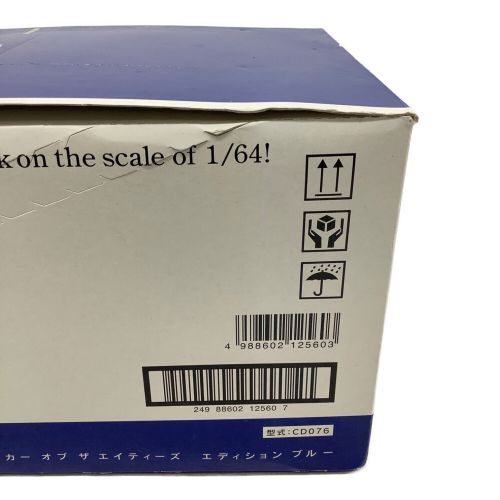 k on the scale of 1/64!
4 988602 125603
249 88602 12560 7
型式:CD076
カー オブ ザ エイティーズ エディション ブルー